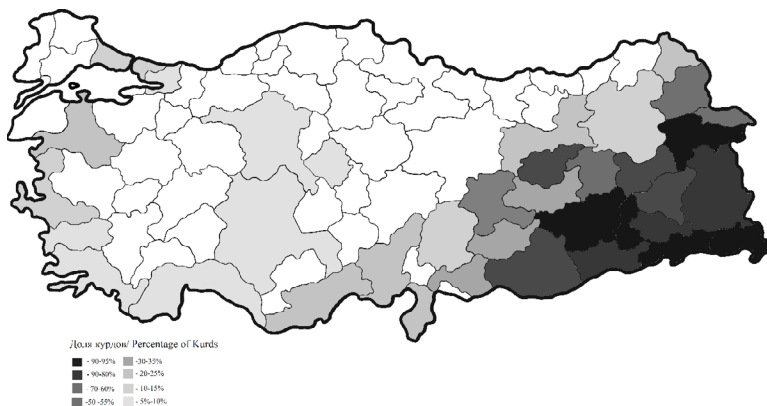 Доля курдов/ Percentage of Kurds
- 90-95% -30-35%
- 90-80% - 20-25%
- 70-60% - 10-15%
-50 -55% - 5%-10%